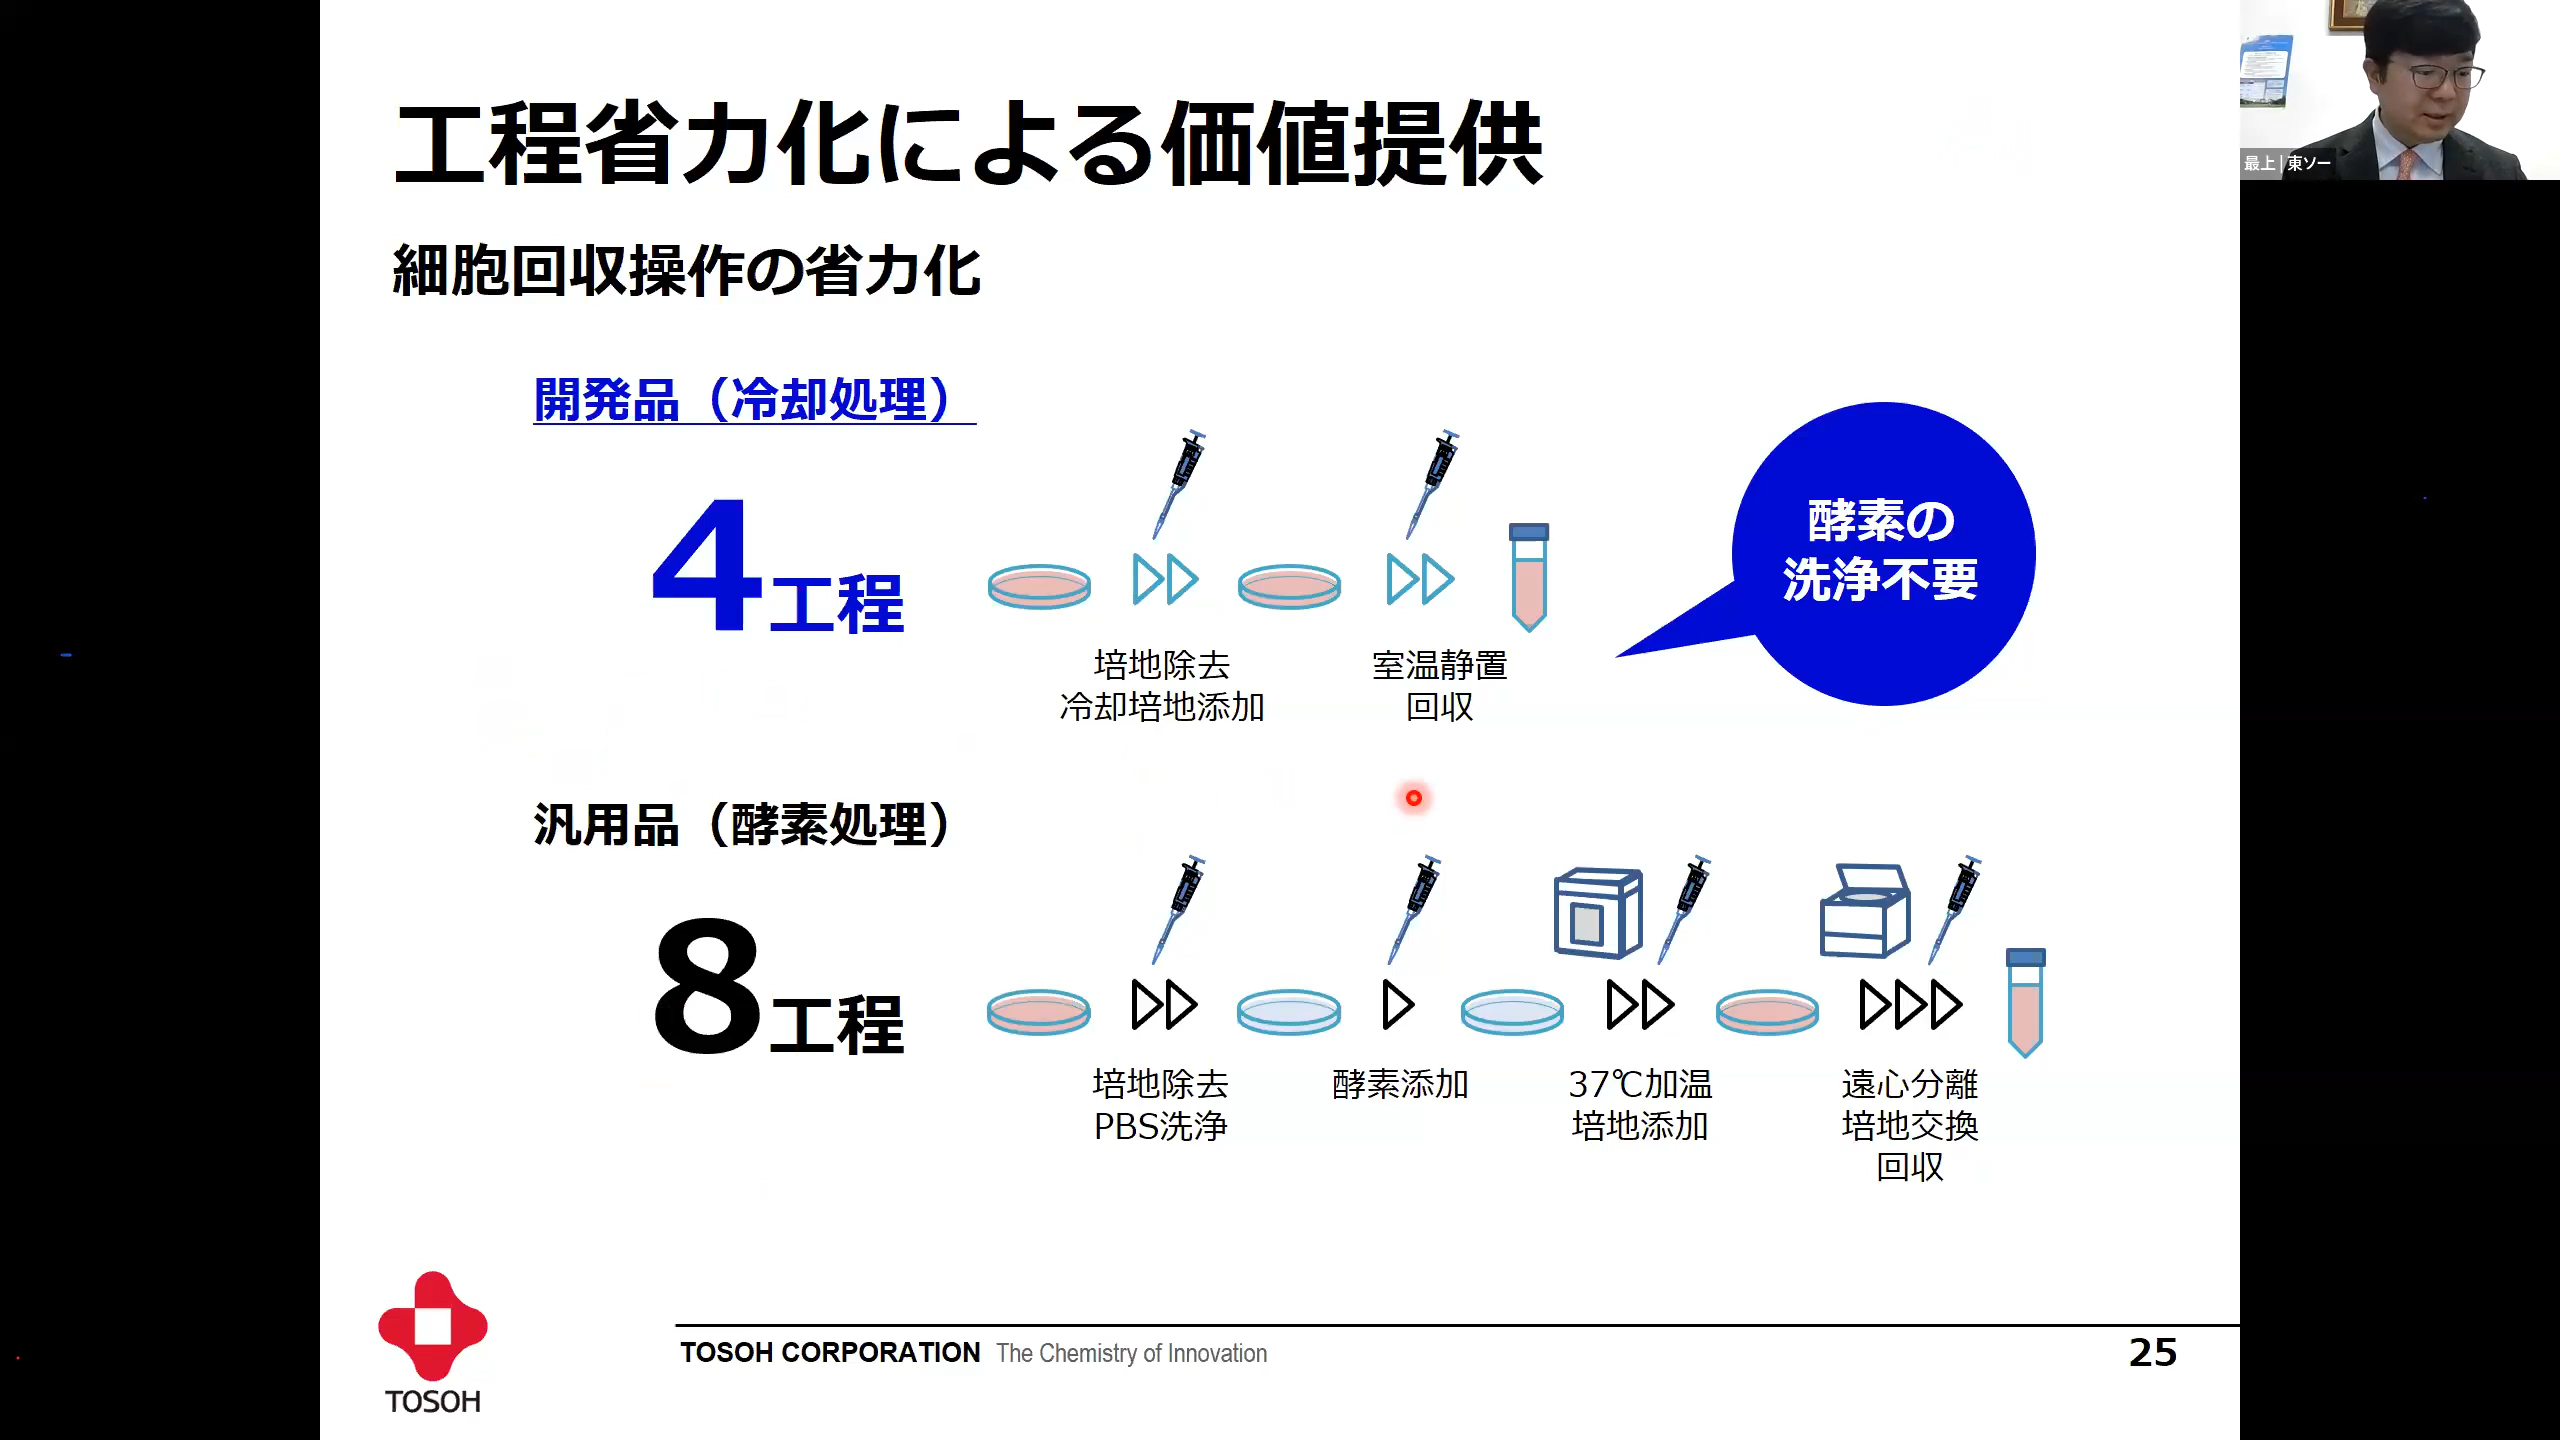 工程省力化による価値提供
細胞回収操作の省力化
開発品（冷却処理）
4工程
培地除去
冷却培地添加
室温静置
回収
酵素の
洗浄不要
汎用品（酵素処理）
8工程
培地除去
PBS洗浄
酵素添加
37℃加温
培地添加
遠心分離
培地交換
回収
TOSOH
TOSOH CORPORATION The Chemistry of Innovation
25
最上 | 東ソー